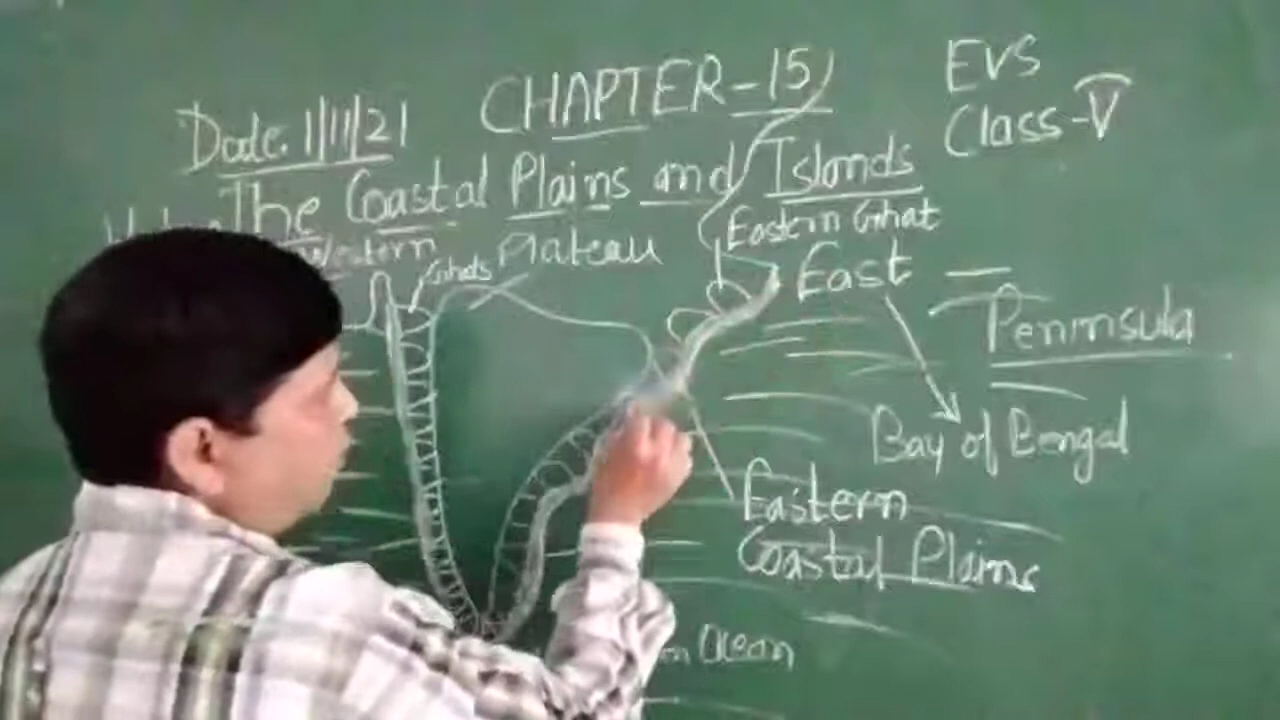 EVS
CHAPTER-15
Class-V
Date. 1/11/21
The Coastal Plains and Islands
Eastern Ghat
Western
Ghats
Plateau
East
Peninsula
Bay of Bengal
Eastern
Coastal Plains
Ocean